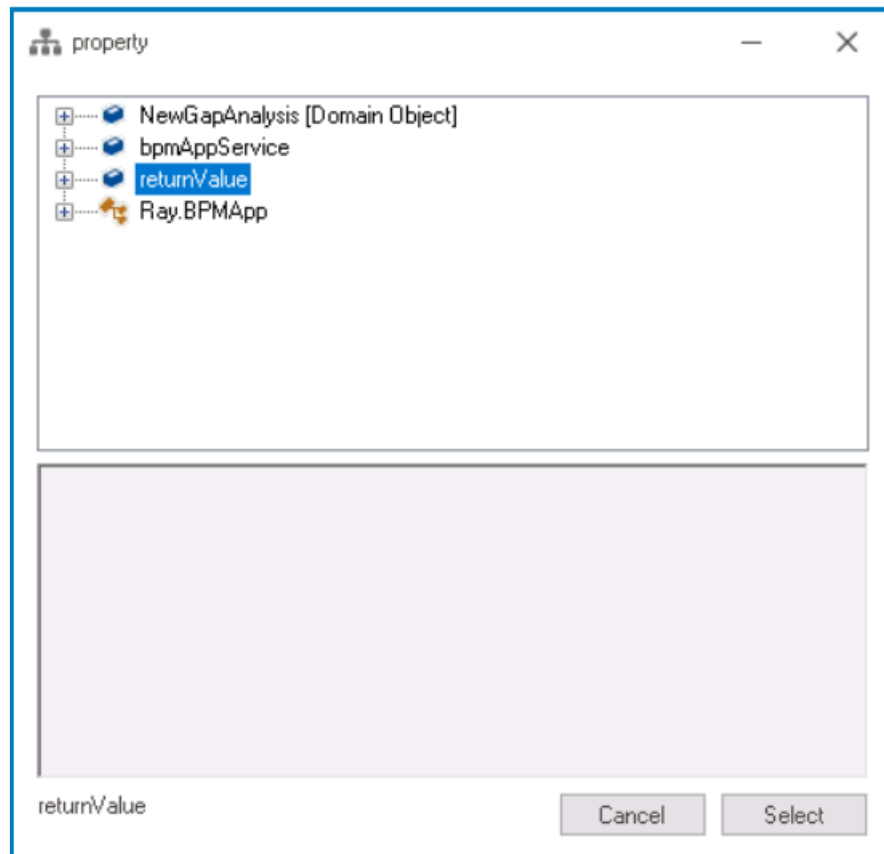 property
NewGapAnalysis [Domain Object]
bpmAppService
returnValue
Ray.BPMApp
returnValue
Cancel
Select